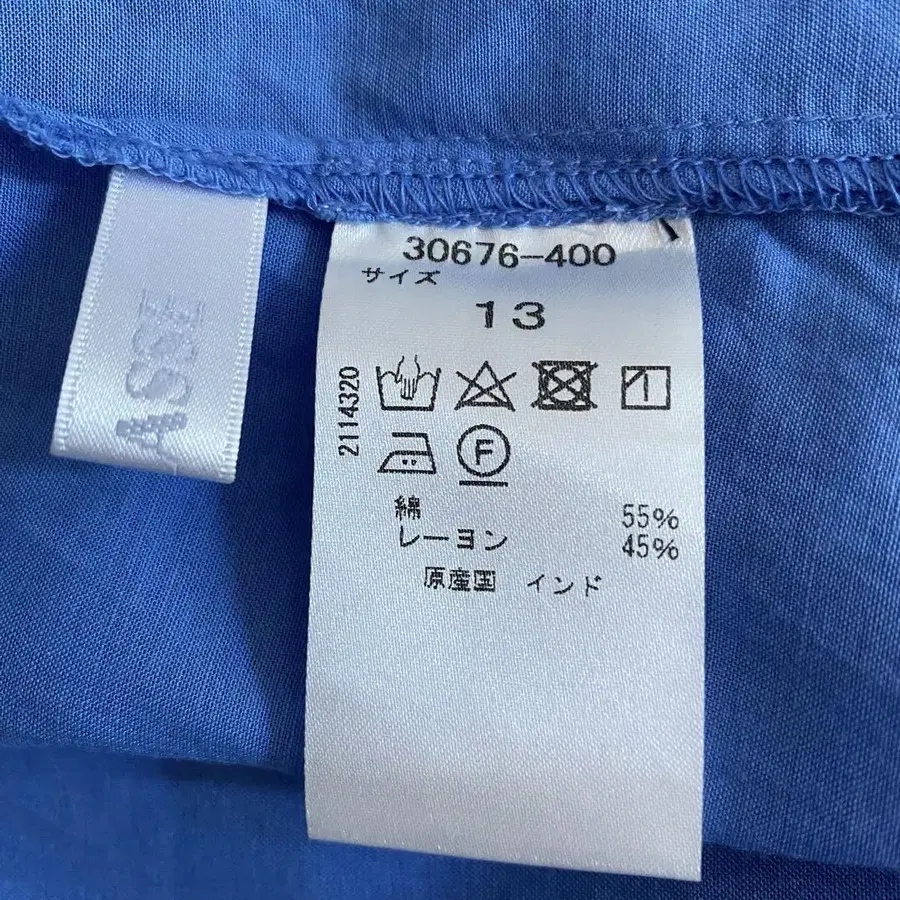 30676-400
サイズ
13
2114320
F
綿 55%
レーヨン 45%
原産国 インド